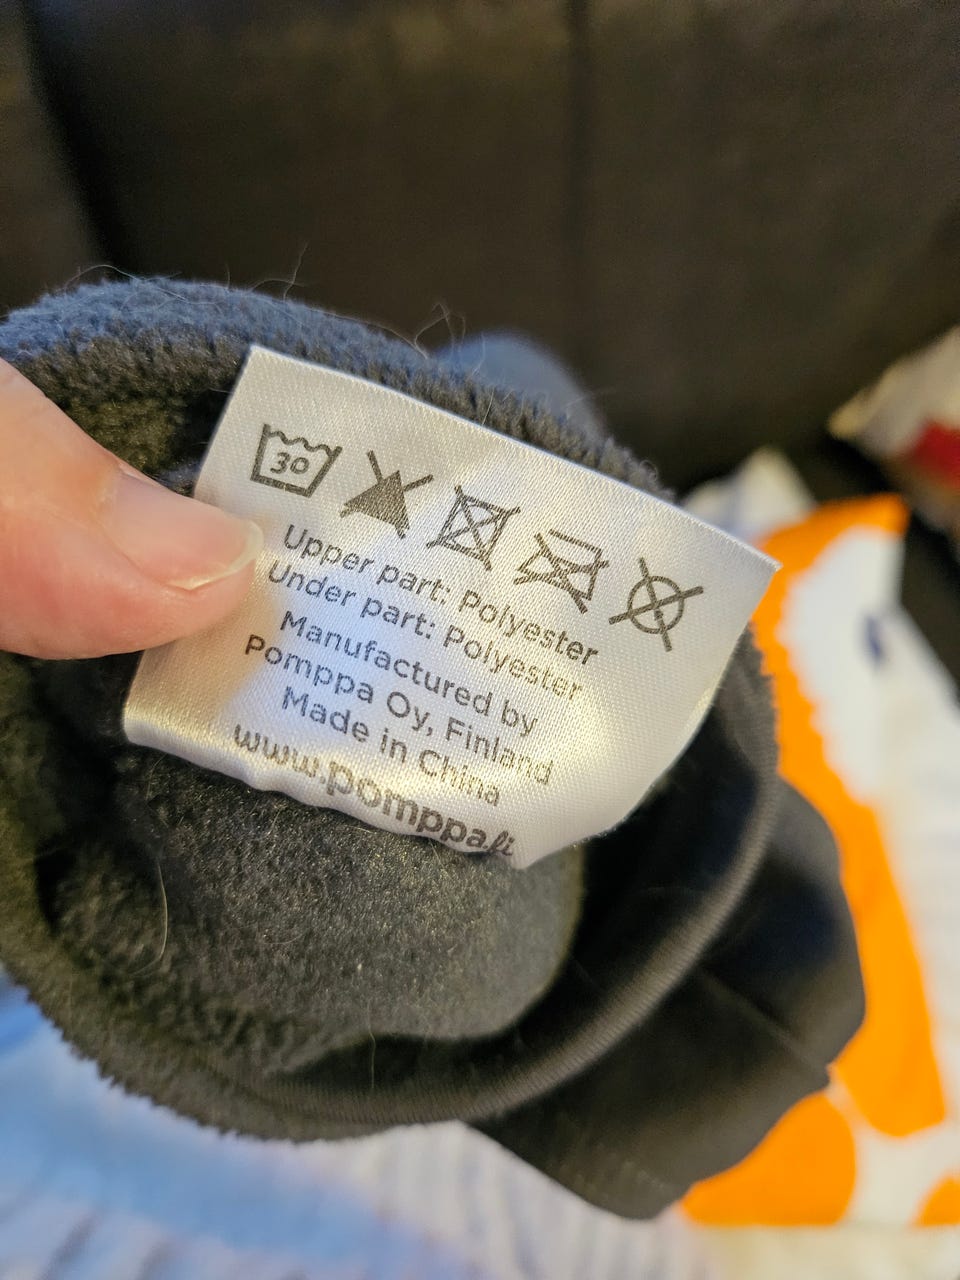 30
Upper part: Polyester
Under part: Polyester
Manufactured by
Pomppa Oy, Finland
Made in China
www.pomppa.fi